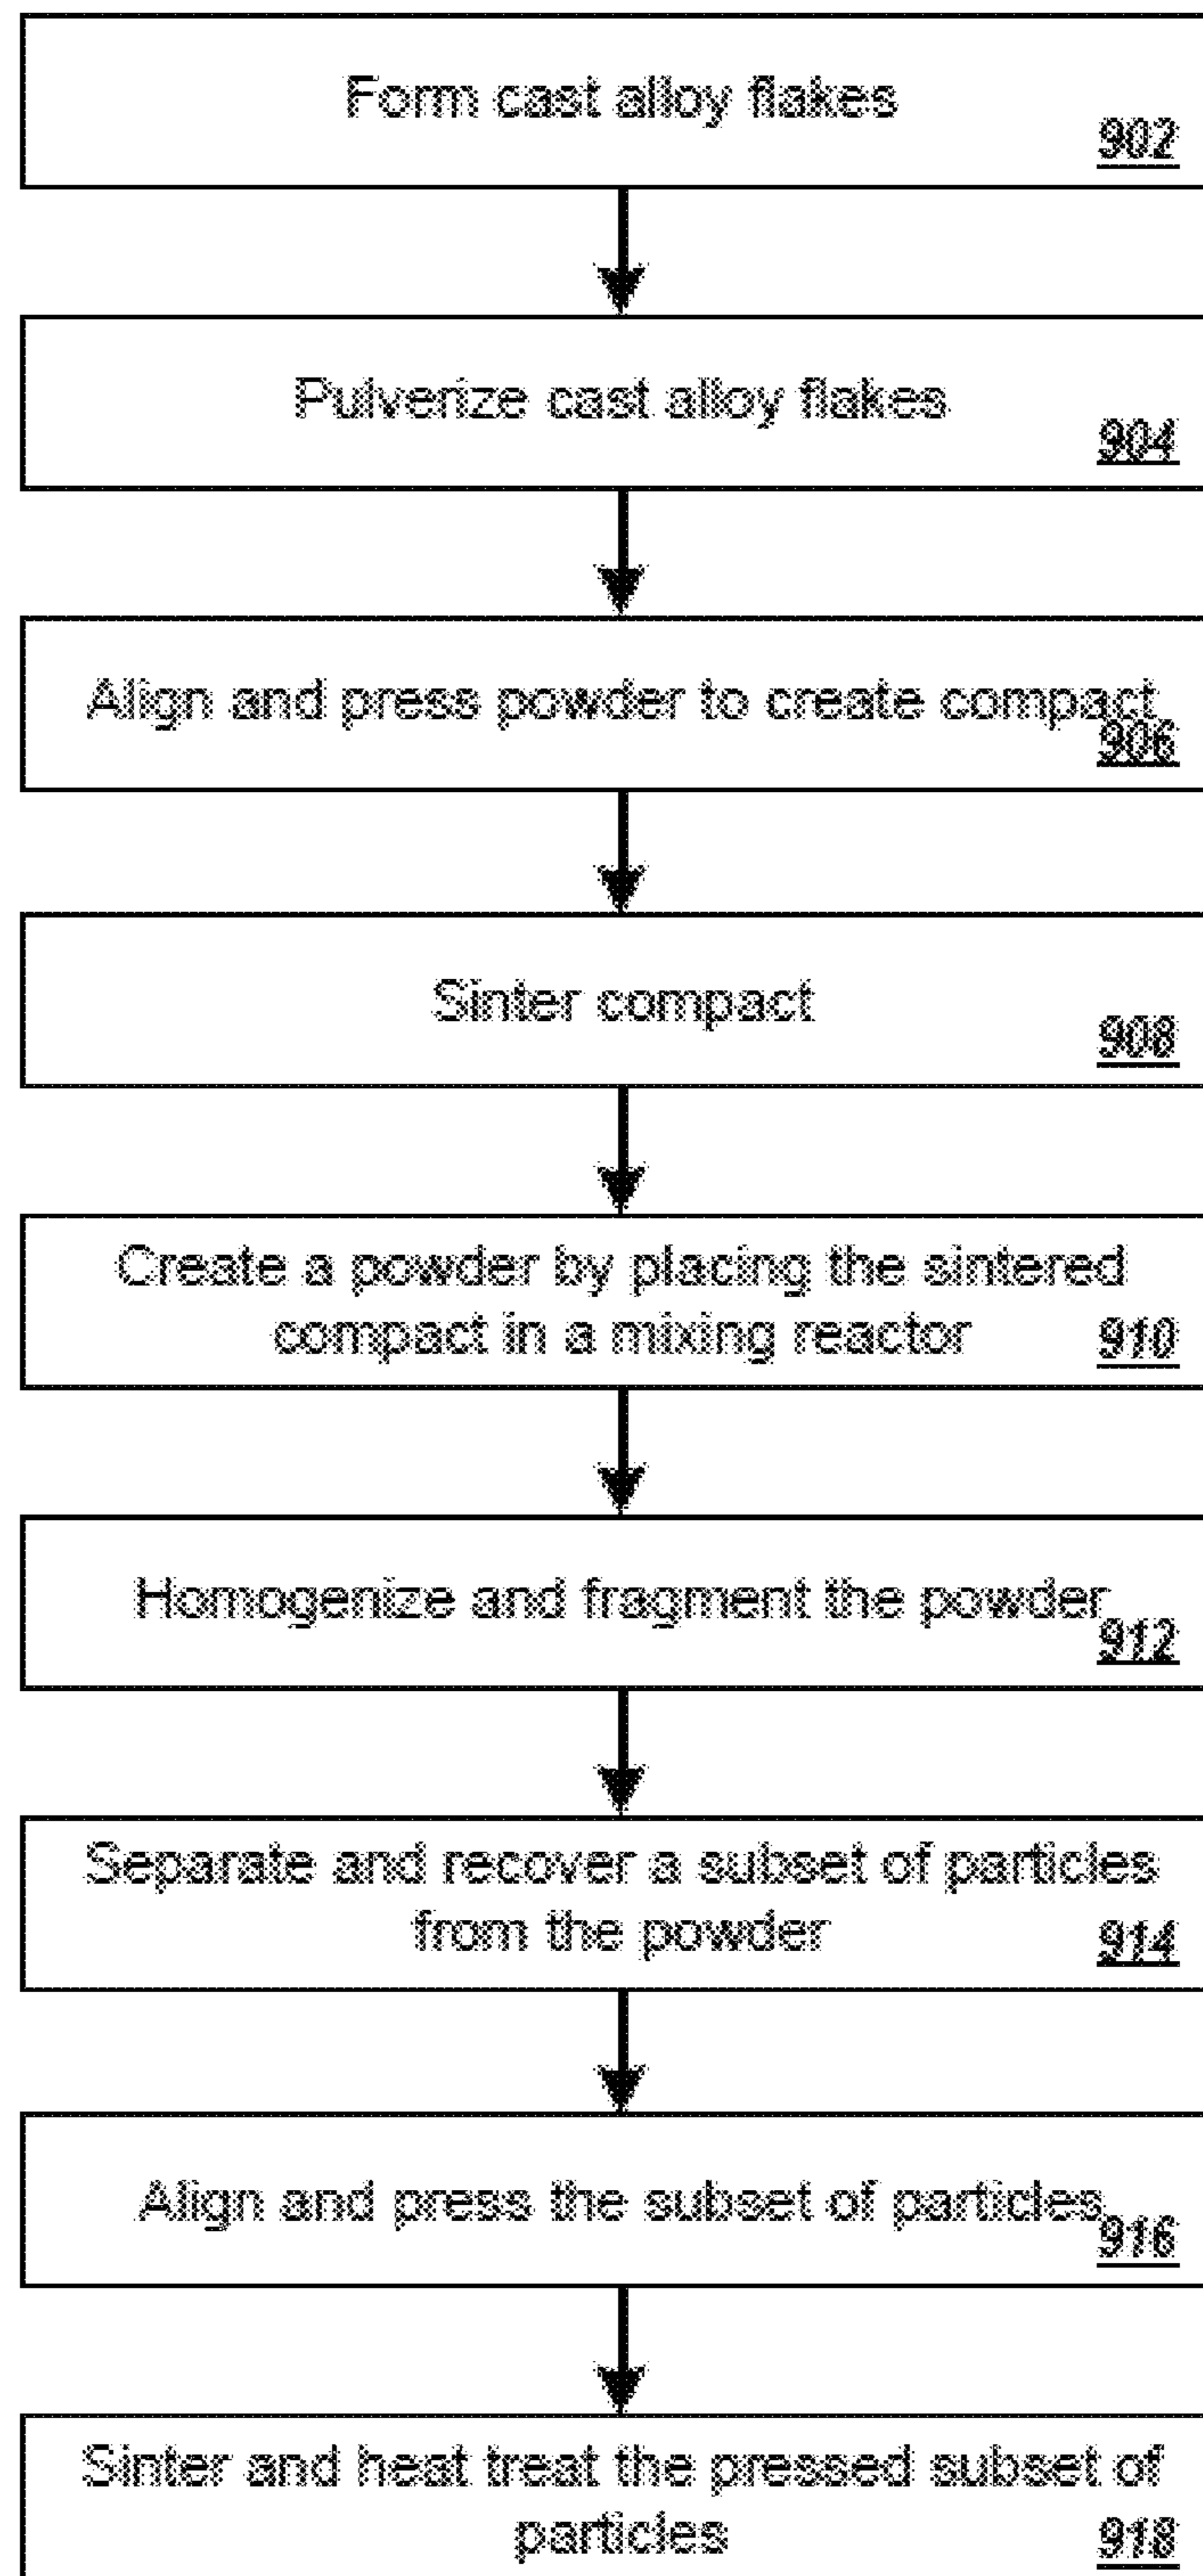 Form cast alloy flakes
902
Pulverize cast alloy flakes
904
Align and press powder to create compact
906
Sinter compact
908
Create a powder by placing the sintered
compact in a mixing reactor
910
Homogenize and fragment the powder
912
Separate and recover a subset of particles
from the powder
914
Align and press the subset of particles
916
Sinter and heat treat the pressed subset of
particles
918